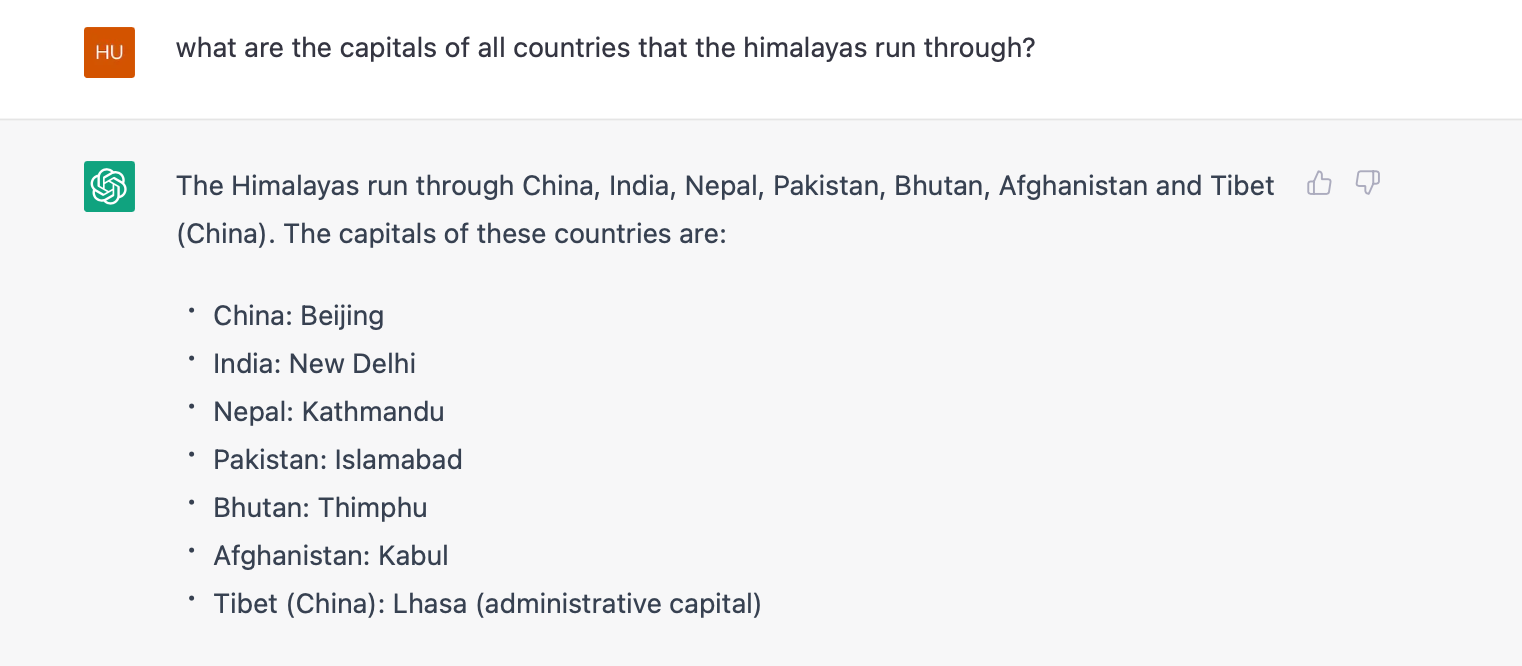 HU
what are the capitals of all countries that the himalayas run through?
The Himalayas run through China, India, Nepal, Pakistan, Bhutan, Afghanistan and Tibet
(China). The capitals of these countries are:
• China: Beijing
• India: New Delhi
• Nepal: Kathmandu
• Pakistan: Islamabad
• Bhutan: Thimphu
• Afghanistan: Kabul
• Tibet (China): Lhasa (administrative capital)